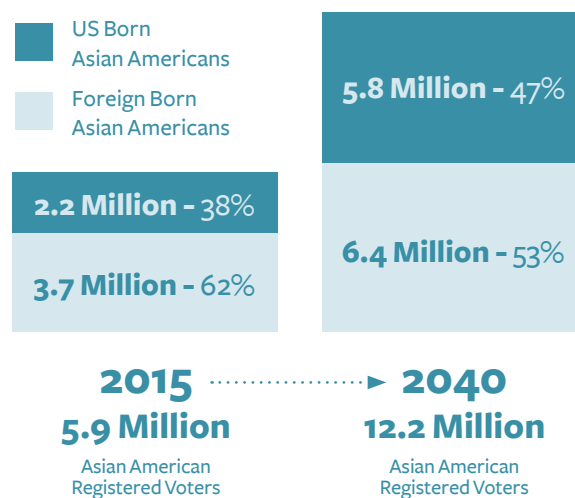 US Born
Asian Americans
Foreign Born
Asian Americans
2.2 Million - 38%
3.7 Million - 62%
5.8 Million - 47%
6.4 Million - 53%
2015
5.9 Million
Asian American
Registered Voters
2040
12.2 Million
Asian American
Registered Voters